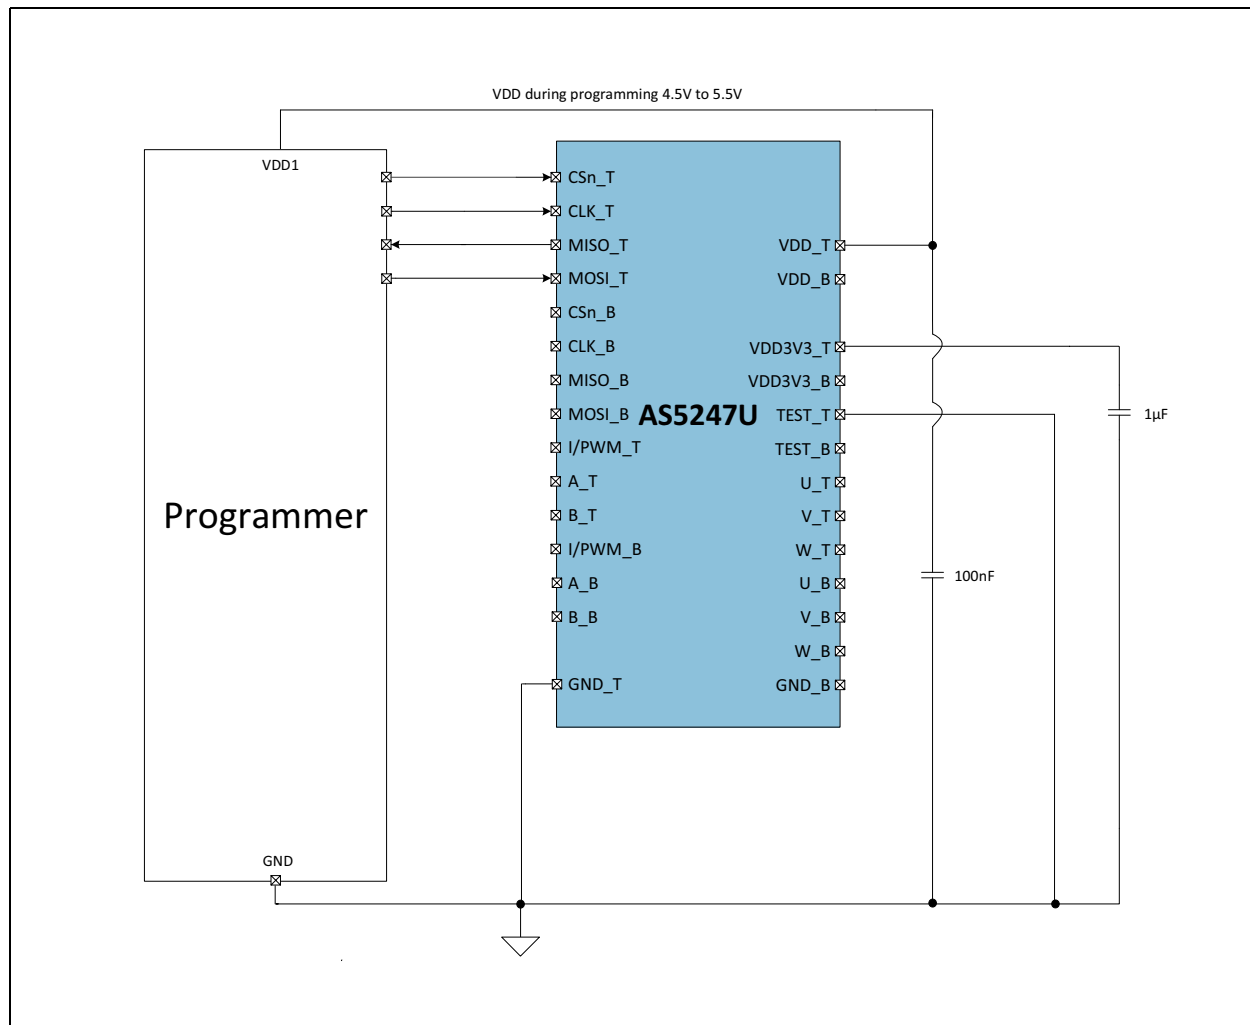 VDD during programming 4.5V to 5.5V
VDD1
CSn_T
CLK_T
MISO_T
MOSI_T
CSn_B
CLK_B
MISO_B
MOSI_B
I/PWM_T
A_T
B_T
I/PWM_B
A_B
B_B
GND_T
AS5247U
VDD_T
VDD_B
VDD3V3_T
VDD3V3_B
TEST_T
TEST_B
U_T
V_T
W_T
U_B
V_B
W_B
GND_B
1µF
100nF
Programmer
GND